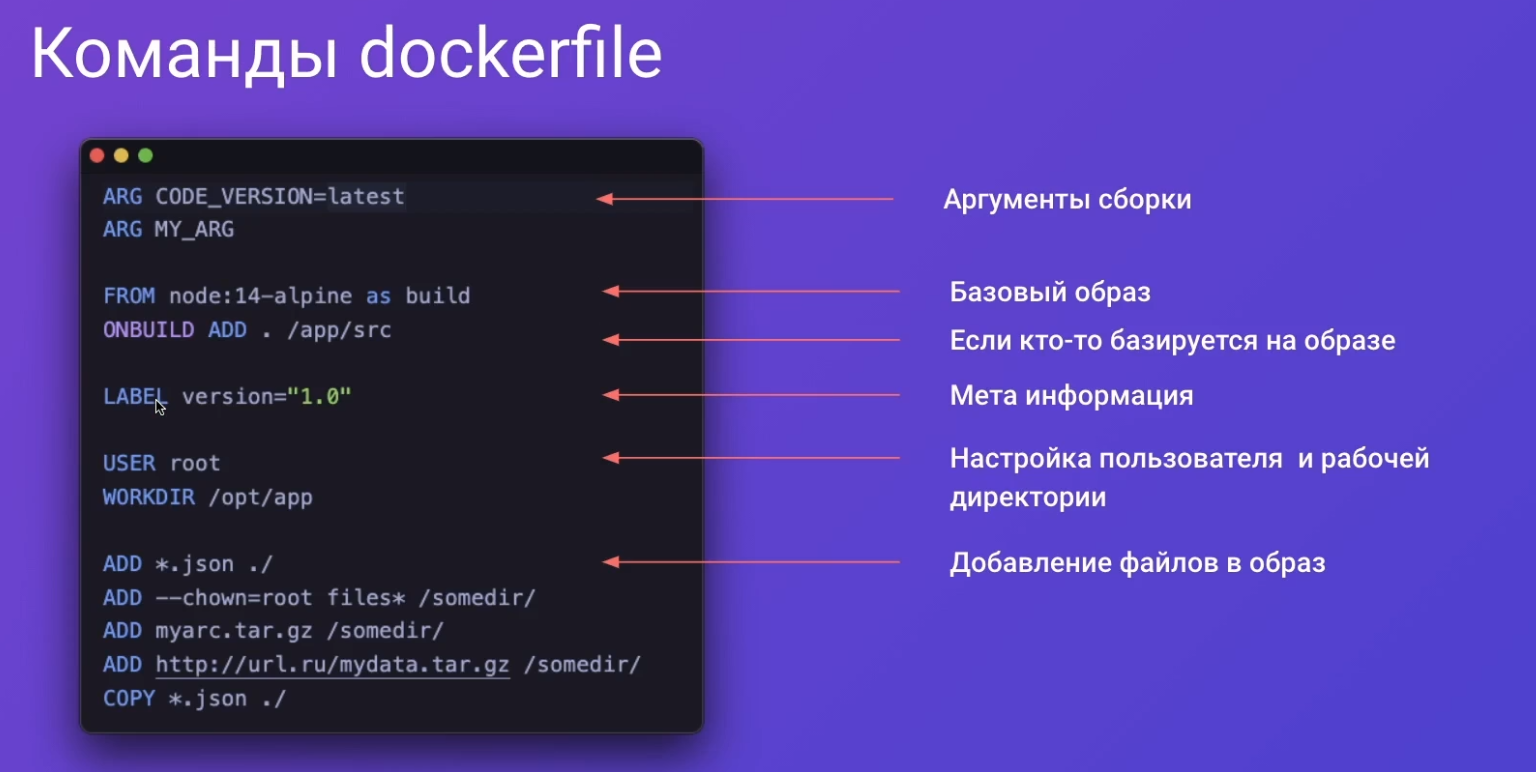 Команды dockerfile
ARG CODE_VERSION=latest
Аргументы сборки
ARG MY_ARG
FROM node:14-alpine as build
Базовый образ
ONBUILD ADD . /app/src
Если кто-то базируется на образе
LABEL version="1.0"
Мета информация
USER root
Настройка пользователя и рабочей
WORKDIR /opt/app
директории
ADD *.json ./
Добавление файлов в образ
ADD --chown=root files* /somedir/
ADD myarc.tar.gz /somedir/
ADD http://url.ru/mydata.tar.gz /somedir/
COPY *.json ./